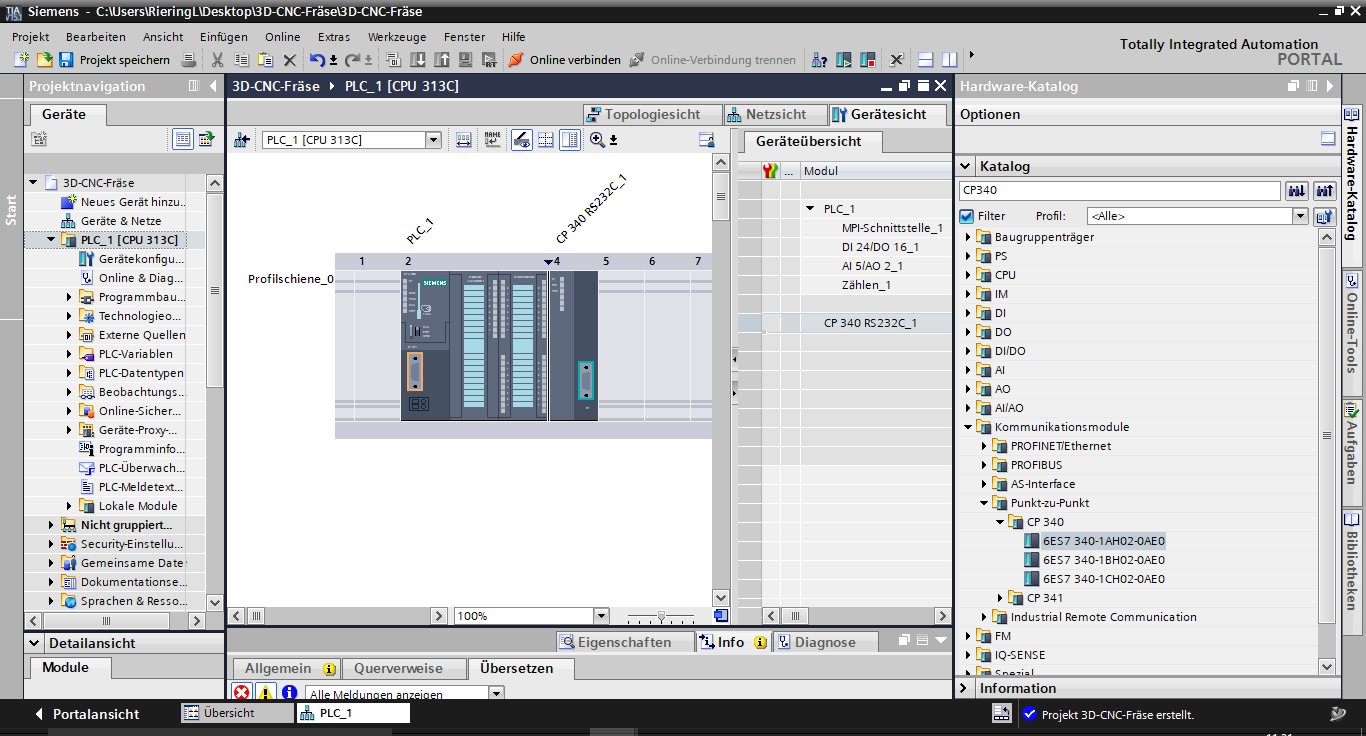 Siemens - C:\Users\RieringL\Desktop\3D-CNC-Fräse\3D-CNC-Fräse
Projekt Bearbeiten Ansicht Einfügen Online Extras Werkzeuge Fenster Hilfe
Totally Integrated Automation
PORTAL
Projekt speichern Online verbinden Online-Verbindung trennen
Projektnavigation
Geräte
Start
3D-CNC-Fräse
Neues Gerät hinzu...
Geräte & Netze
PLC_1 [CPU 313C]
Gerätekonfigu...
Online & Diag...
Programmbau...
Technologieo...
Externe Quellen
PLC-Variablen
PLC-Datentypen
Beobachtungs...
Online-Sicher...
Geräte-Proxy-...
Programminfo...
PLC-Überwach...
PLC-Meldetext...
Lokale Module
Nicht gruppiert...
Security-Einstellu...
Gemeinsame Date
Dokumentationse...
Sprachen & Resso...
Detailansicht
Module
3D-CNC-Fräse PLC_1 [CPU 313C]
Topologiesicht Netzsicht Gerätesicht
PLC_1 [CPU 313C]
PLC_1
CP 340 RS232C_1
1 2 4 5 6 7
Profilschiene_0
SIEMENS
100%
Geräteübersicht
... Modul
PLC_1
MPI-Schnittstelle_1
DI 24/DO 16_1
AI 5/AO 2_1
Zählen_1
CP 340 RS232C_1
Eigenschaften Info Diagnose
Allgemein Querverweise Übersetzen
Alle Meldungen anzeigen
Hardware-Katalog
Optionen
Katalog
CP340
Filter Profil: <Alle>
Baugruppenträger
PS
CPU
IM
DI
DO
DI/DO
AI
AO
AI/AO
Kommunikationsmodule
PROFINET/Ethernet
PROFIBUS
AS-Interface
Punkt-zu-Punkt
CP 340
6ES7 340-1AH02-0AE0
6ES7 340-1BH02-0AE0
6ES7 340-1CH02-0AE0
CP 341
Industrial Remote Communication
FM
IQ-SENSE
Spezial
Information
Hardware-Katalog
Online-Tools
Aufgaben
Bibliotheken
Portalansicht Übersicht PLC_1 Projekt 3D-CNC-Fräse erstellt.